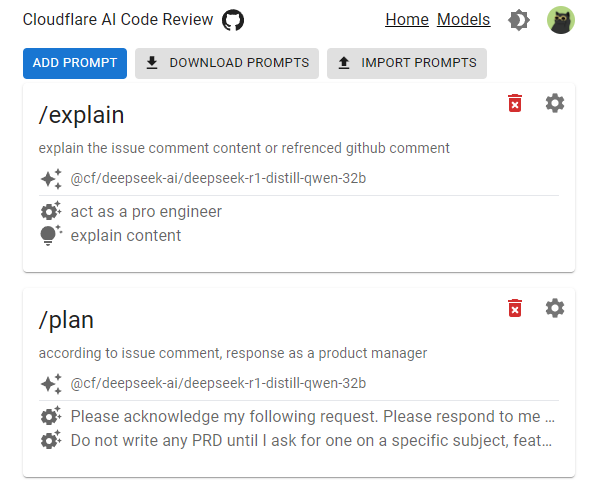 Cloudflare AI Code Review Home Models
ADD PROMPT DOWNLOAD PROMPTS IMPORT PROMPTS
/explain
explain the issue comment content or refrenced github comment
@cf/deepseek-ai/deepseek-r1-distill-qwen-32b
act as a pro engineer
explain content
/plan
according to issue comment, response as a product manager
@cf/deepseek-ai/deepseek-r1-distill-qwen-32b
Please acknowledge my following request. Please respond to me ...
Do not write any PRD until I ask for one on a specific subject, feat...